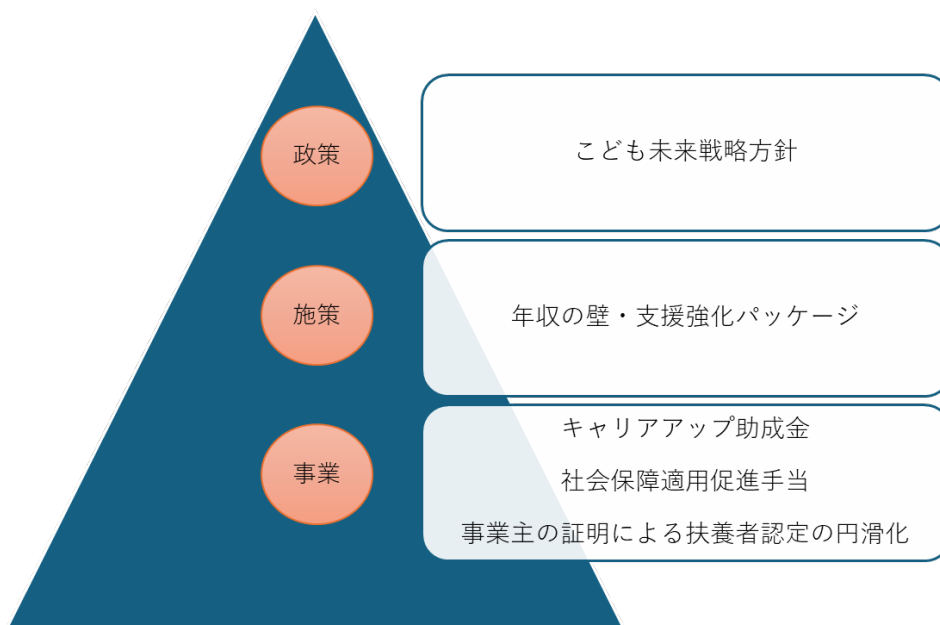 政策
こども未来戦略方針
施策
年収の壁・支援強化パッケージ
事業
キャリアアップ助成金
社会保障適用促進手当
事業主の証明による扶養者認定の円滑化